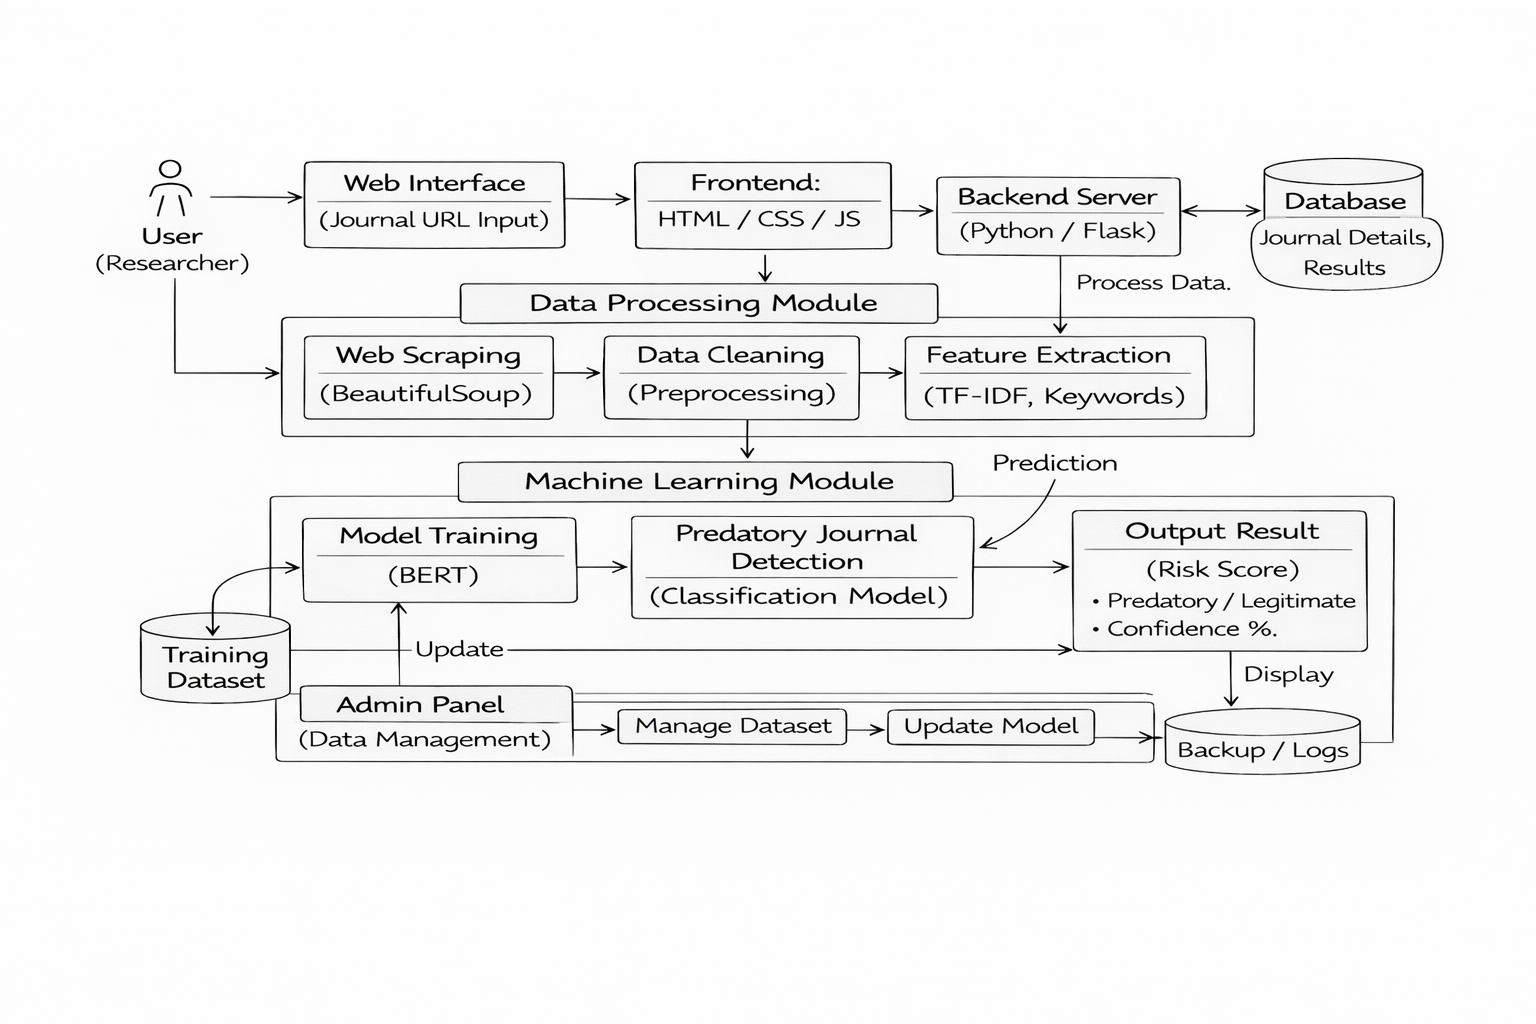 User
(Researcher)
Web Interface
(Journal URL Input)
Frontend:
HTML / CSS / JS
Backend Server
(Python / Flask)
Database
Journal Details,
Results
Process Data.
Data Processing Module
Web Scraping
(BeautifulSoup)
Data Cleaning
(Preprocessing)
Feature Extraction
(TF-IDF, Keywords)
Machine Learning Module
Prediction
Model Training
(BERT)
Predatory Journal
Detection
(Classification Model)
Output Result
(Risk Score)
• Predatory / Legitimate
• Confidence %.
Training
Dataset
Update
Display
Admin Panel
(Data Management)
Manage Dataset
Update Model
Backup / Logs